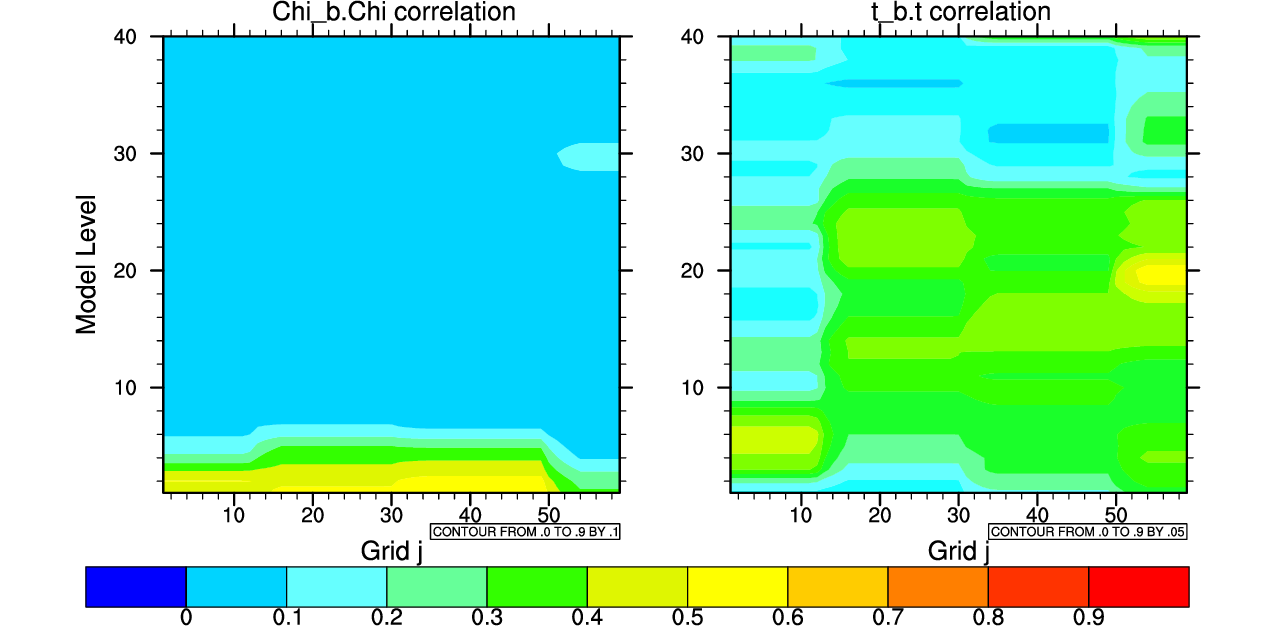 Chi_b.Chi correlation
t_b.t correlation
40
30
20
10
Model Level
10 20 30 40 50
CONTOUR FROM .0 TO .9 BY .1
Grid j
40
30
20
10
10 20 30 40 50
CONTOUR FROM .0 TO .9 BY .05
Grid j
0 0.1 0.2 0.3 0.4 0.5 0.6 0.7 0.8 0.9